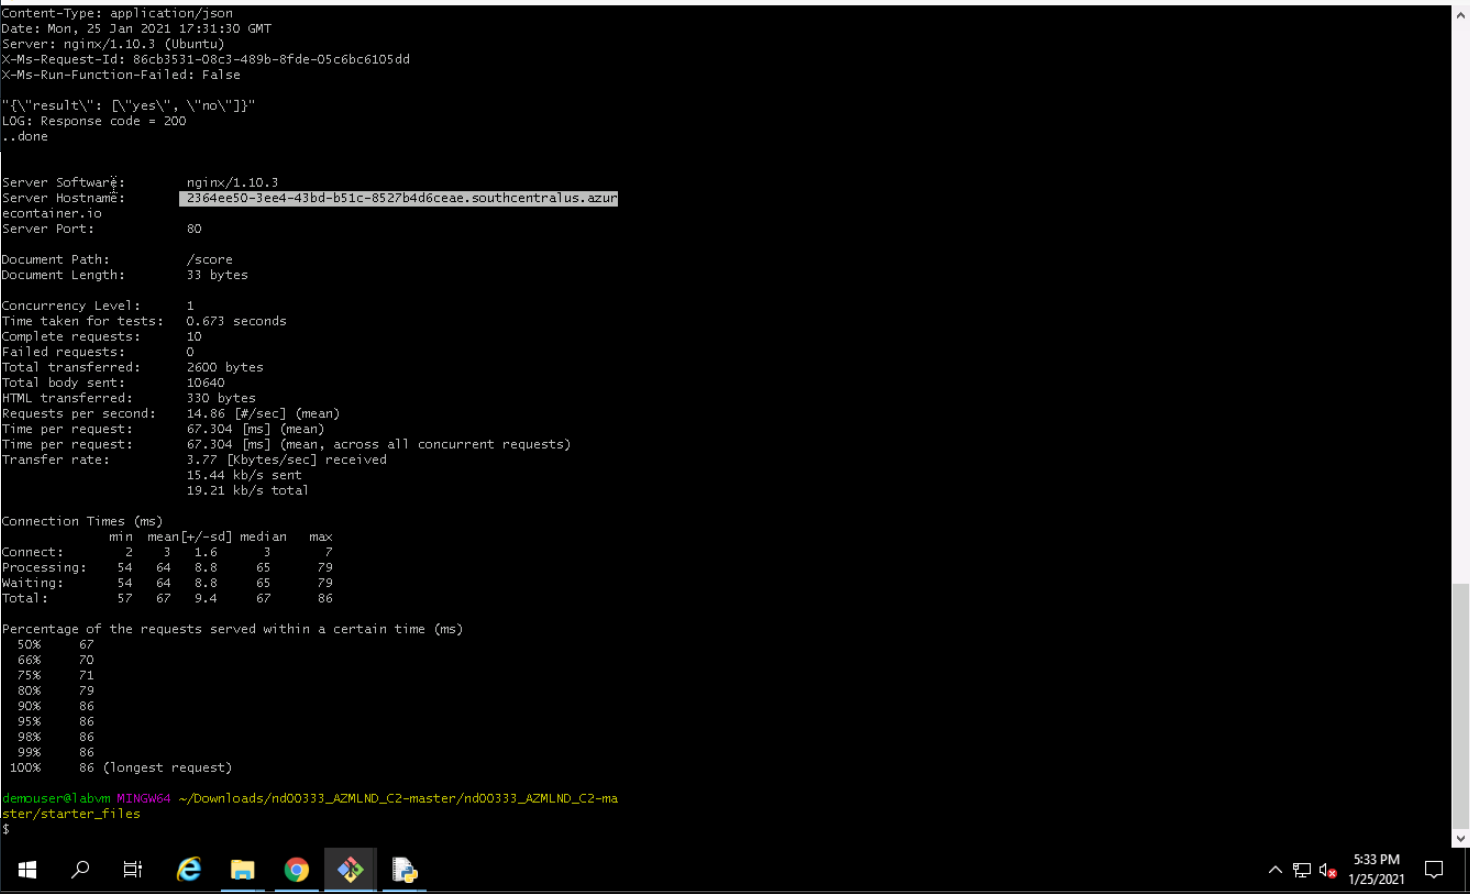 Content-Type: application/json
Date: Mon, 25 Jan 2021 17:31:30 GMT
Server: nginx/1.10.3 (Ubuntu)
X-Ms-Request-Id: 86cb3531-08c3-489b-8fde-05c6bc6105dd
X-Ms-Run-Function-Failed: False
"{\"result\": [\"yes\", \"no\"]}"
LOG: Response code = 200
..done
Server Software: nginx/1.10.3
Server Hostname: 2364ee50-3ee4-43bd-b51c-8527b4d6ceae.southcentralus.azur
econtainer.io
Server Port: 80
Document Path: /score
Document Length: 33 bytes
Concurrency Level: 1
Time taken for tests: 0.673 seconds
Complete requests: 10
Failed requests: 0
Total transferred: 2600 bytes
Total body sent: 10640
HTML transferred: 330 bytes
Requests per second: 14.86 [#/sec] (mean)
Time per request: 67.304 [ms] (mean)
Time per request: 67.304 [ms] (mean, across all concurrent requests)
Transfer rate: 3.77 [Kbytes/sec] received
15.44 kb/s sent
19.21 kb/s total
Connection Times (ms)
min mean[+/-sd] median max
Connect: 2 3 1.6 3 7
Processing: 54 64 8.8 65 79
Waiting: 54 64 8.8 65 79
Total: 57 67 9.4 67 86
Percentage of the requests served within a certain time (ms)
50% 67
66% 70
75% 71
80% 79
90% 86
95% 86
98% 86
99% 86
100% 86 (longest request)
demouser@labvm MINGW64 ~/Downloads/nd00333_AZMLND_C2-master/nd00333_AZMLND_C2-ma
ster/starter_files
$
5:33 PM
1/25/2021